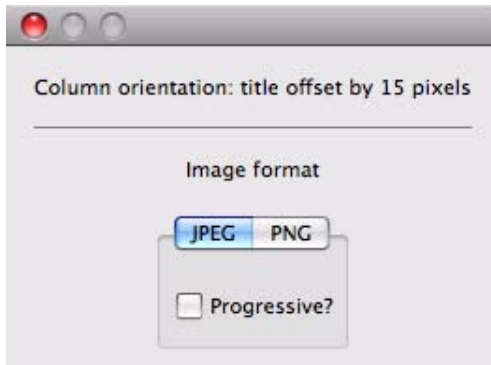 Column orientation: title offset by 15 pixels
Image format
JPEG PNG
Progressive?